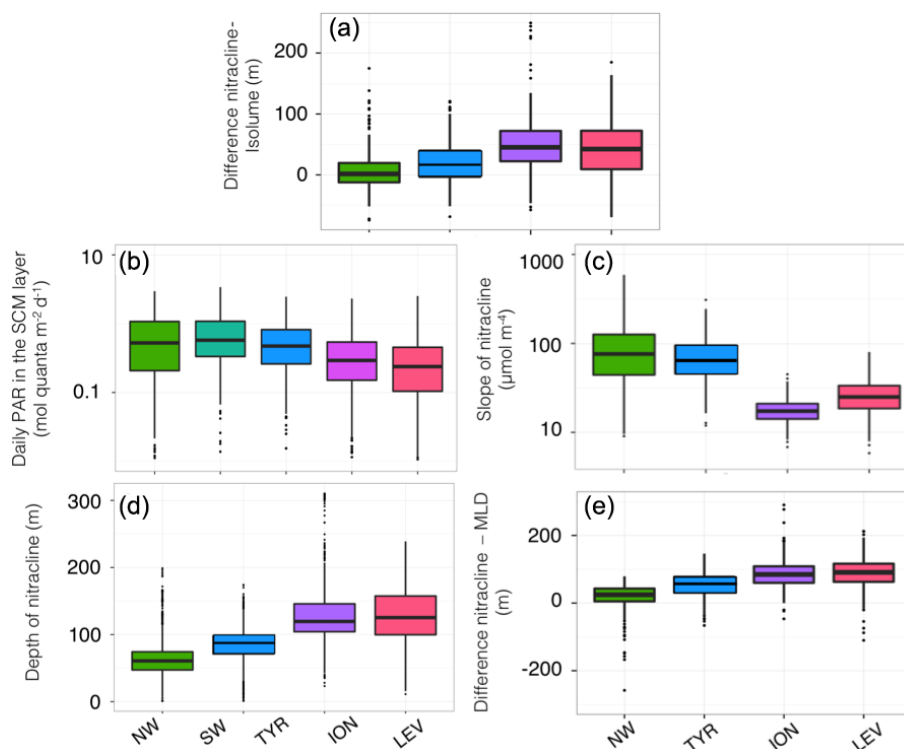 (a)
Difference nitracline-
Isolume (m)
200
100
0
(b)
Daily PAR in the SCM layer
(mol quanta m⁻² d⁻¹)
10
0.1
(c)
Slope of nitracline
(μmol m⁻⁴)
1000
100
10
(d)
Depth of nitracline (m)
300
200
100
0
NW
SW
TYR
ION
LEV
(e)
Difference nitracline – MLD
(m)
200
0
-200
NW
TYR
ION
LEV